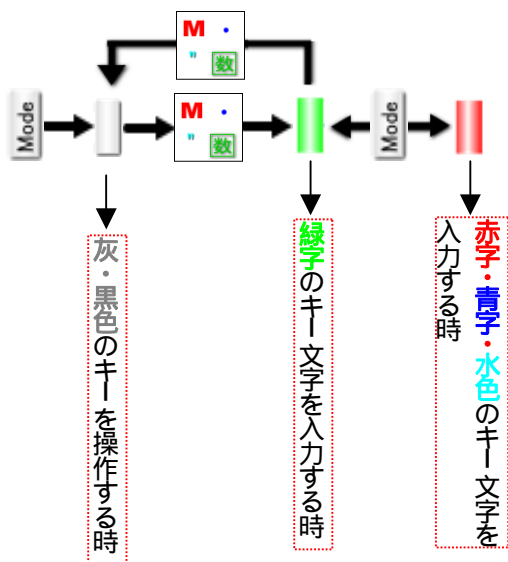 M ・
" 数
Mode
M ・
" 数
Mode
灰・黒色のキーを操作する時
緑字のキー文字を入力する時
赤字・青字・水色のキー文字を
入力する時